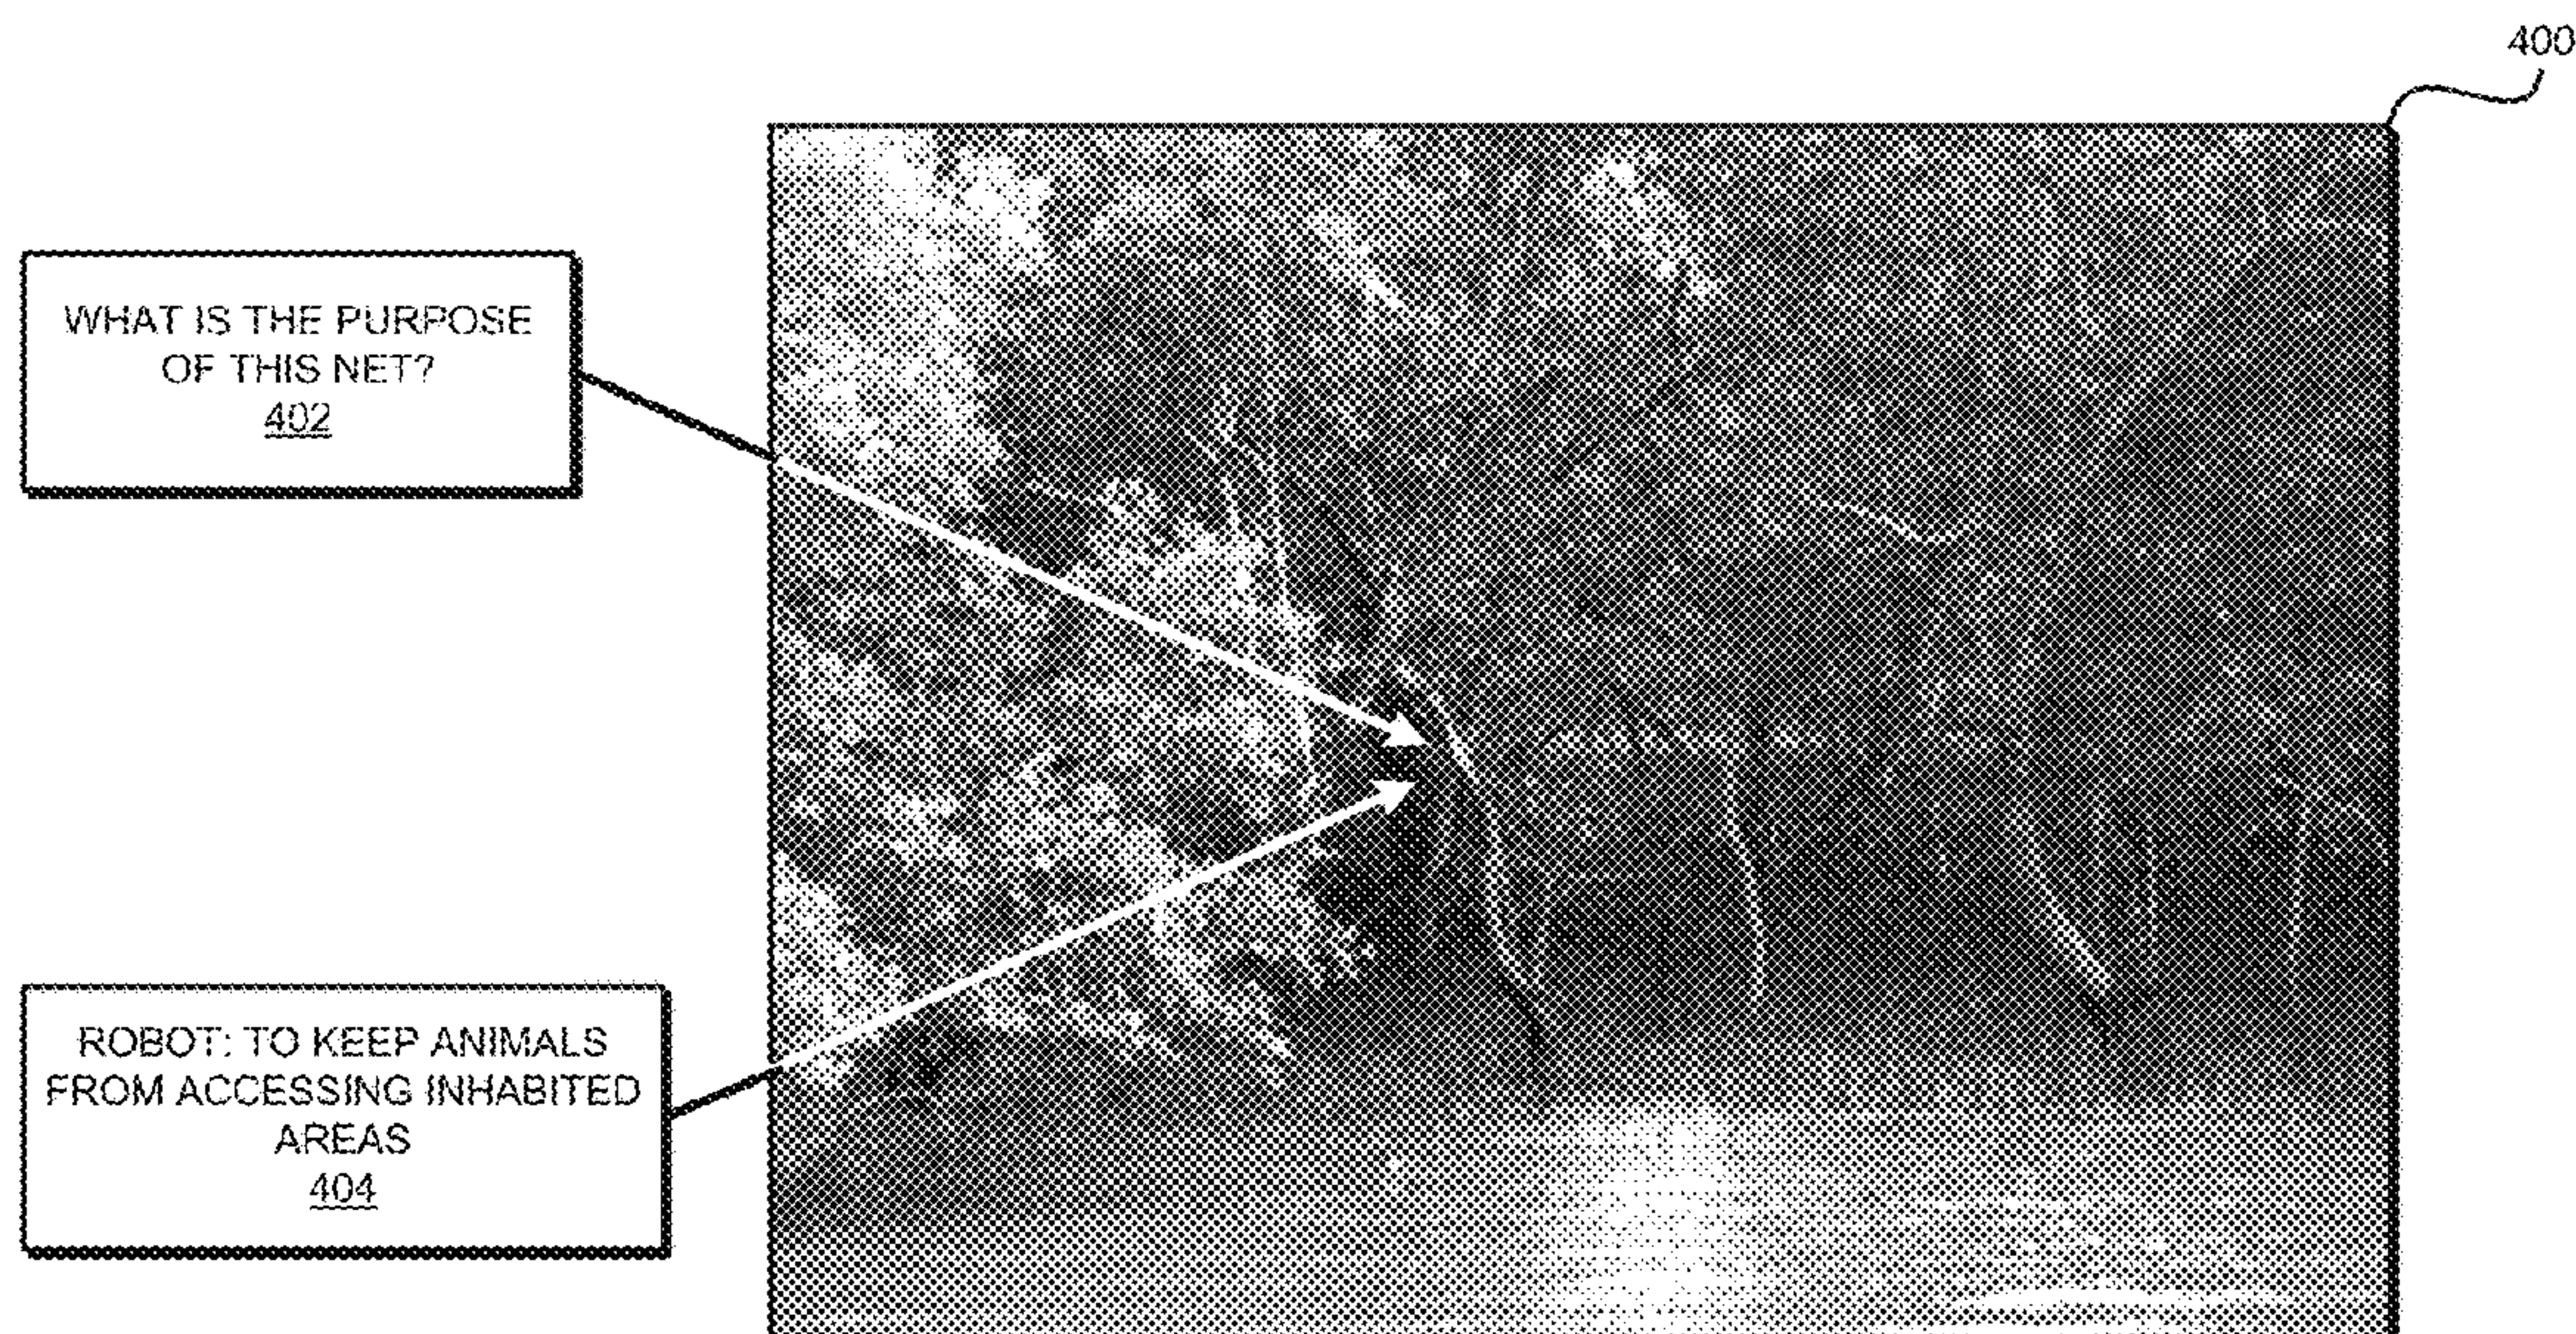 400
WHAT IS THE PURPOSE
OF THIS NET?
402
ROBOT: TO KEEP ANIMALS
FROM ACCESSING INHABITED
AREAS
404